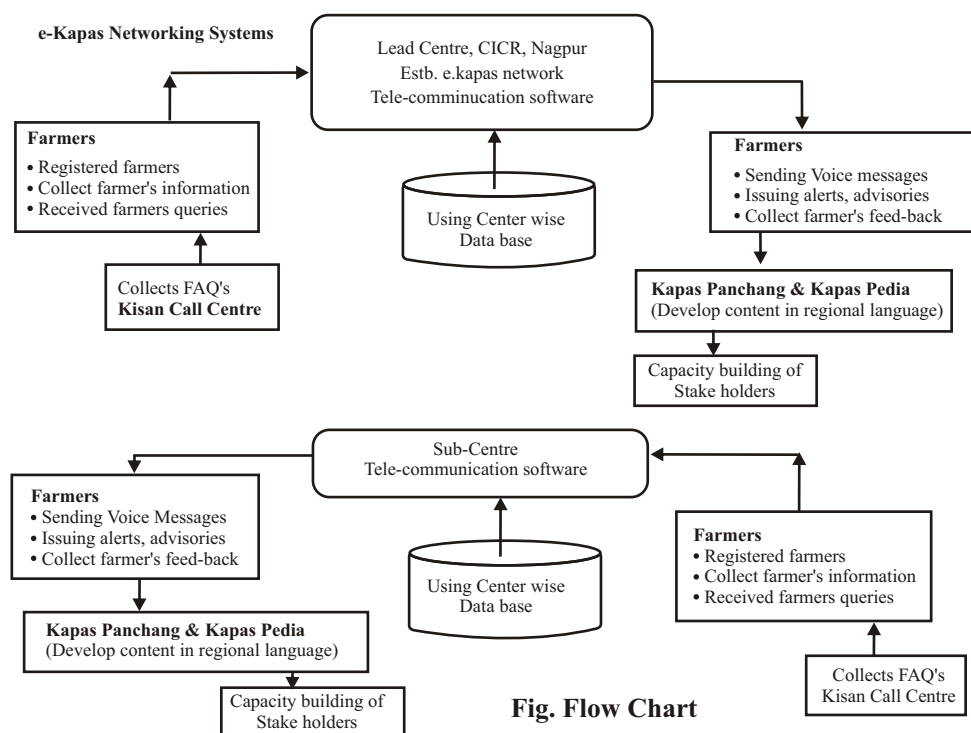 e-Kapas Networking Systems
Lead Centre, CICR, Nagpur
Estb. e.kapas network
Tele-comminucation software
Farmers
• Registered farmers
• Collect farmer's information
• Received farmers queries
Collects FAQ's
Kisan Call Centre
Using Center wise
Data base
Farmers
• Sending Voice messages
• Issuing alerts, advisories
• Collect farmer's feed-back
Kapas Panchang & Kapas Pedia
(Develop content in regional language)
Capacity building of
Stake holders
Sub-Centre
Tele-communication software
Farmers
• Sending Voice Messages
• Issuing alerts, advisories
• Collect farmer's feed-back
Kapas Panchang & Kapas Pedia
(Develop content in regional language)
Capacity building of
Stake holders
Using Center wise
Data base
Farmers
• Registered farmers
• Collect farmer's information
• Received farmers queries
Collects FAQ's
Kisan Call Centre
Fig. Flow Chart